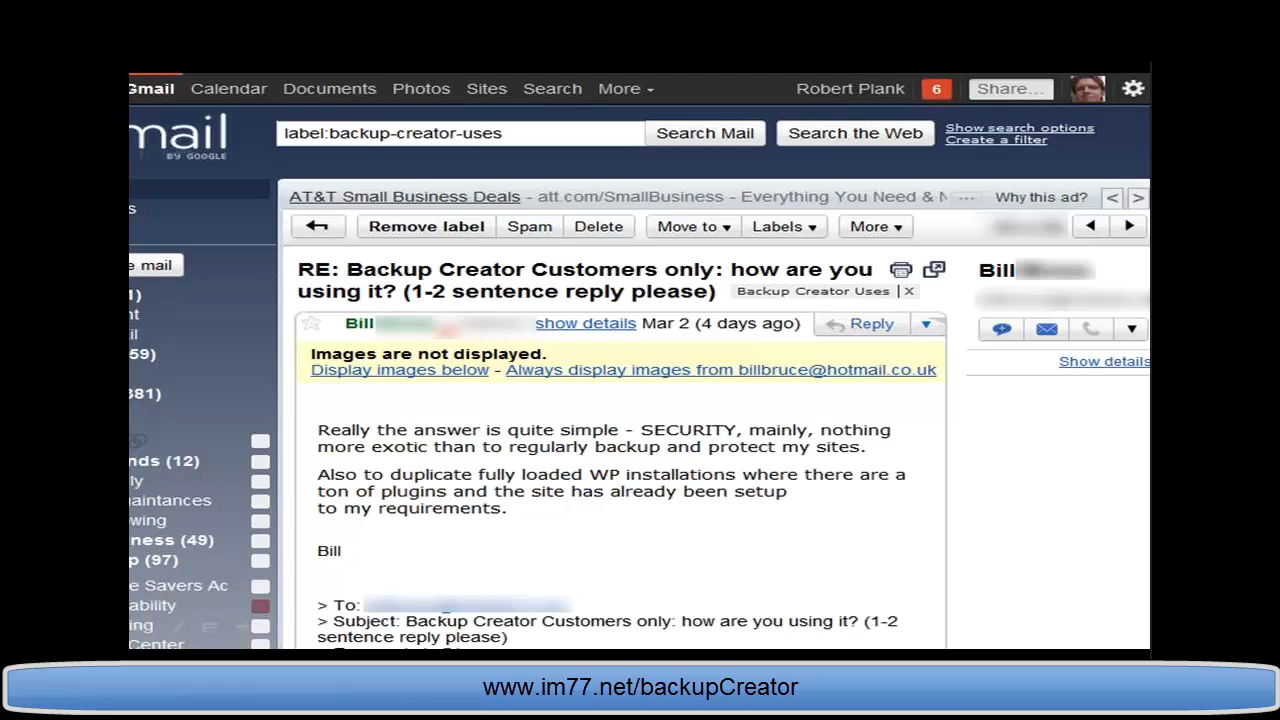 Gmail Calendar Documents Photos Sites Search More Robert Plank 6 Share...
mail
BY GOOGLE
label:backup-creator-uses Search Mail Search the Web Show search options
Create a filter
s
AT&T Small Business Deals - att.com/SmallBusiness - Everything You Need & N ... Why this ad? < >
Remove label Spam Delete Move to Labels More
e mail
RE: Backup Creator Customers only: how are you
using it? (1-2 sentence reply please) Backup Creator Uses | X
Bill
1)
nt
il
59)
381)
nds (12)
ly
aintances
wing
ness (49)
p (97)
e Savers Ac
ability
ing
Center
Bill show details Mar 2 (4 days ago) Reply
Images are not displayed.
Display images below - Always display images from billbruce@hotmail.co.uk
Show details
Really the answer is quite simple - SECURITY, mainly, nothing
more exotic than to regularly backup and protect my sites.
Also to duplicate fully loaded WP installations where there are a
ton of plugins and the site has already been setup
to my requirements.
Bill
> To:
> Subject: Backup Creator Customers only: how are you using it? (1-2
sentence reply please)
www.im77.net/backupCreator